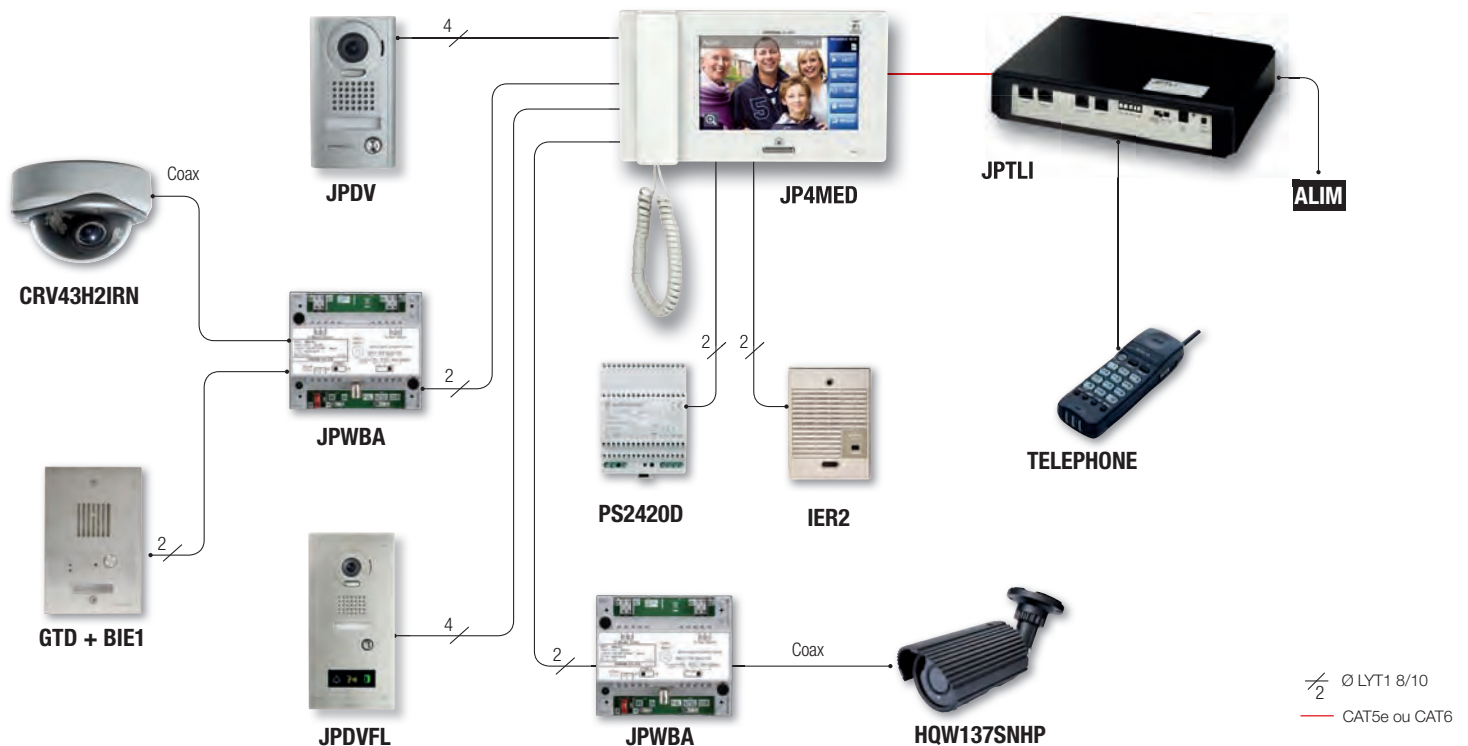 4
JPDV
JP4MED
JPTLI
ALIM
Coax
CRV43H2IRN
2
JPWBA
2
2
PS2420D
IER2
TELEPHONE
2
GTD + BIE1
4
JPDVFL
2
JPWBA
Coax
HQW137SNHP
2 Ø LYT1 8/10
CAT5e ou CAT6